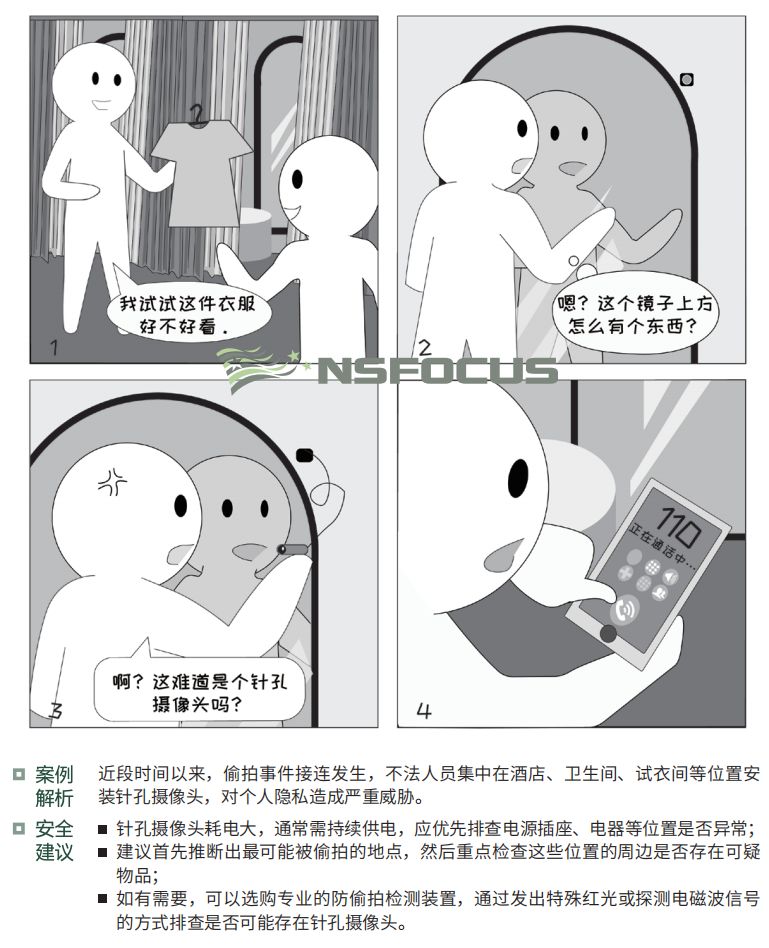 我试试这件衣服
好不好看.
1
嗯？这个镜子上方
怎么有个东西？
2
NSFOCUS
啊？这难道是个针孔
摄像头吗？
3
110
正在通话中...
4
案例
解析
近段时间以来，偷拍事件接连发生，不法人员集中在酒店、卫生间、试衣间等位置安
装针孔摄像头，对个人隐私造成严重威胁。
安全
建议
针孔摄像头耗电大，通常需持续供电，应优先排查电源插座、电器等位置是否异常；
建议首先推断出最可能被偷拍的地点，然后重点检查这些位置的周边是否存在可疑
物品；
如有需要，可以选购专业的防偷拍检测装置，通过发出特殊红光或探测电磁波信号
的方式排查是否可能存在针孔摄像头。